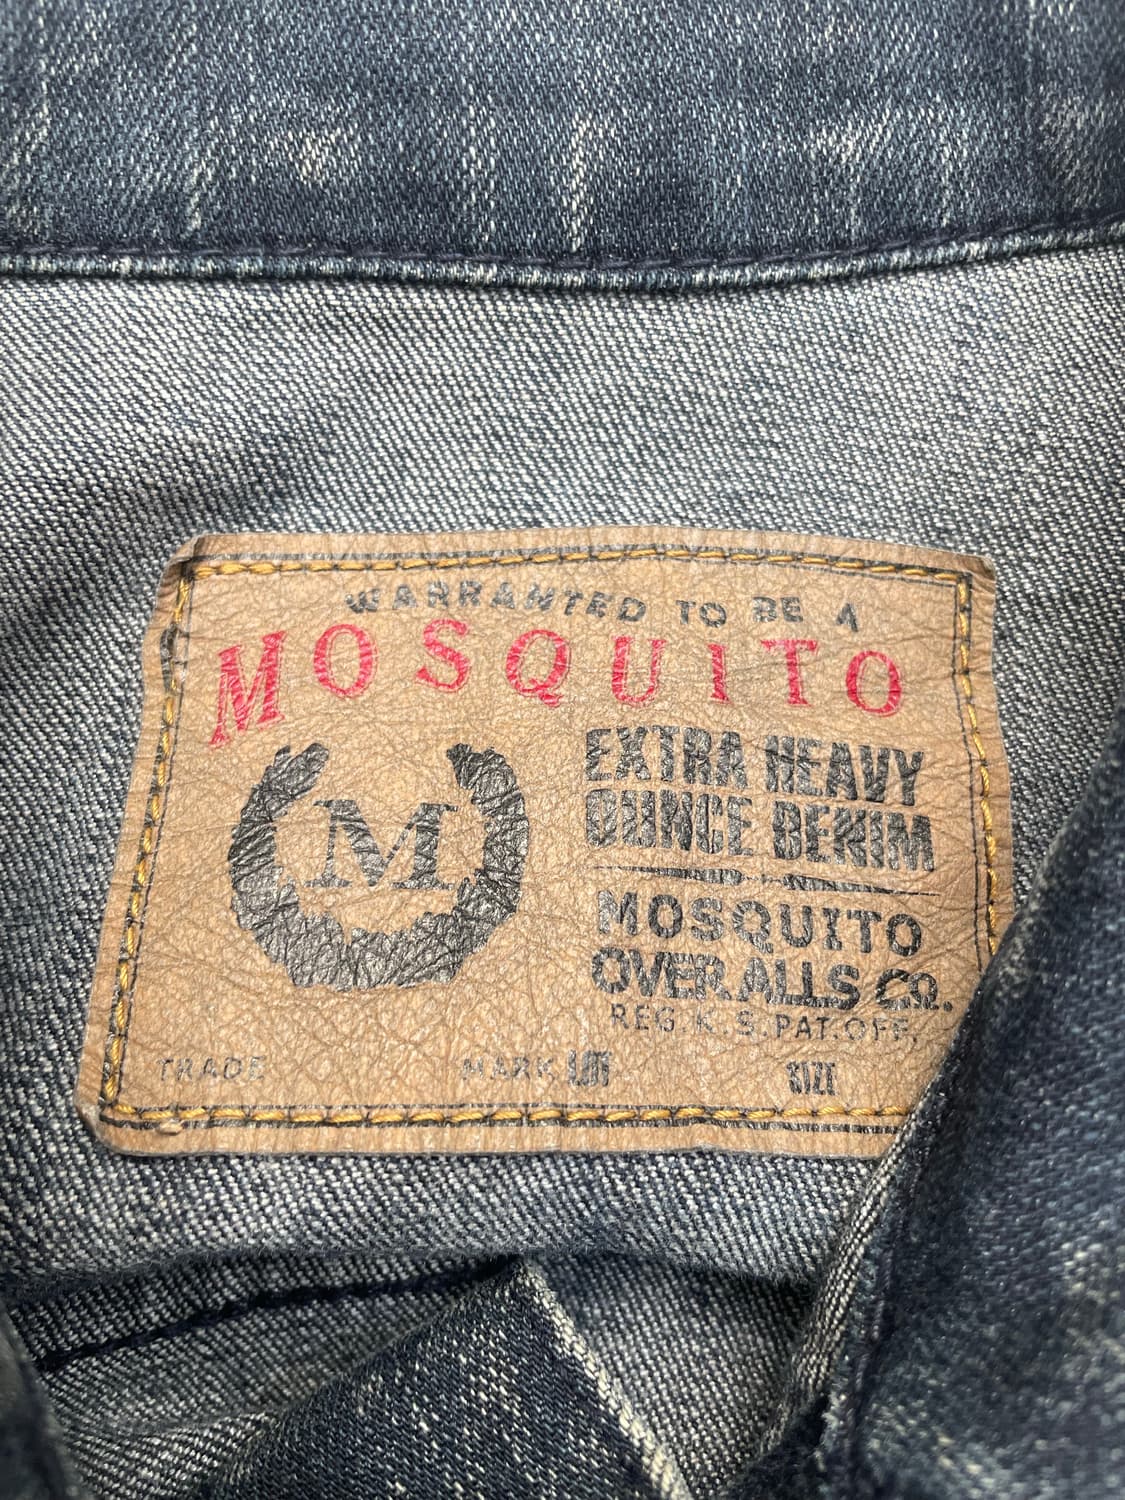 WARRANTED TO BE A
MOSQUITO
M
EXTRA HEAVY
OUNCE DENIM
MOSQUITO
OVERALLS CO.
REG.K.S.PAT.OFF,
TRADE MARK LOT SIZE